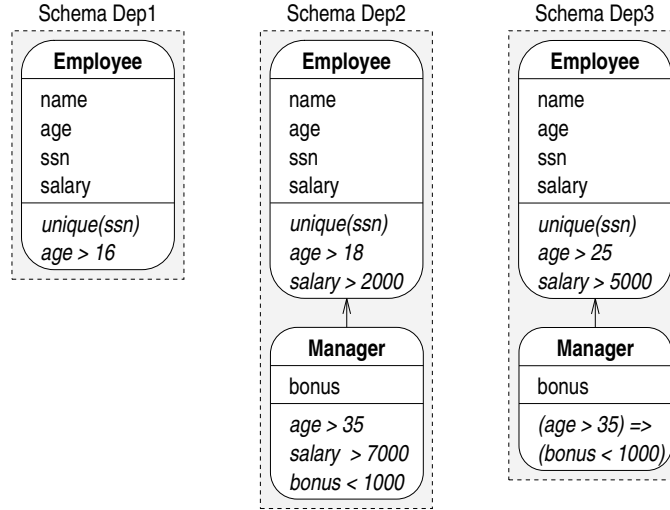 Schema Dep1
Employee
name
age
ssn
salary
unique(ssn)
age > 16
Schema Dep2
Employee
name
age
ssn
salary
unique(ssn)
age > 18
salary > 2000
Manager
bonus
age > 35
salary > 7000
bonus < 1000
Schema Dep3
Employee
name
age
ssn
salary
unique(ssn)
age > 25
salary > 5000
Manager
bonus
(age > 35) =>
(bonus < 1000)